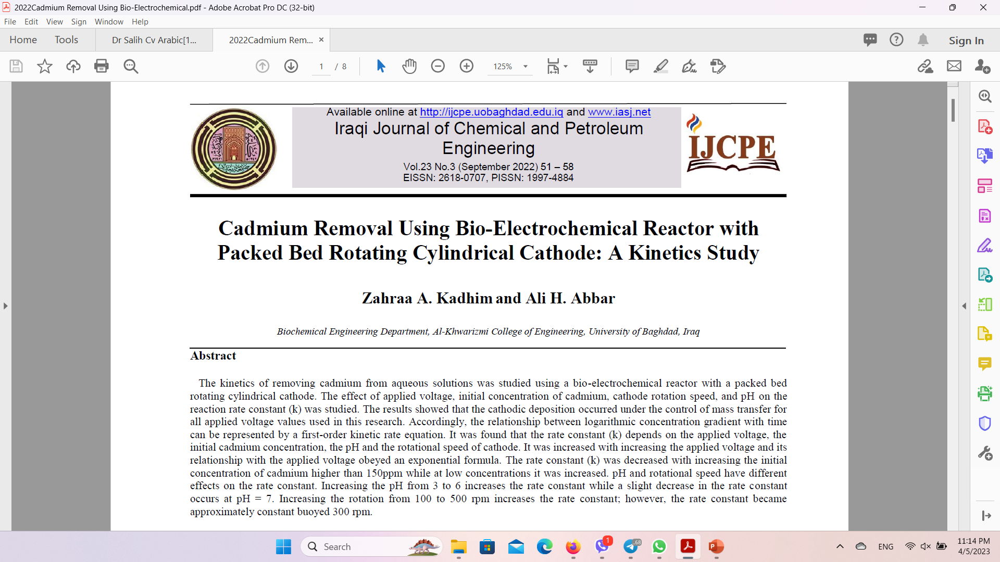 2022Cadmium Removal Using Bio-Electrochemical.pdf - Adobe Acrobat Pro DC (32-bit)
File Edit View Sign Window Help
Home Tools Dr Salih Cv Arabic[1... 2022Cadmium Rem... × Sign In
1 / 8 125%
Available online at http://ijcpe.uobaghdad.edu.iq and www.iasj.net
Iraqi Journal of Chemical and Petroleum
Engineering
Vol.23 No.3 (September 2022) 51 – 58
EISSN: 2618-0707, PISSN: 1997-4884
IJCPE
Cadmium Removal Using Bio-Electrochemical Reactor with
Packed Bed Rotating Cylindrical Cathode: A Kinetics Study
Zahraa A. Kadhim and Ali H. Abbar
Biochemical Engineering Department, Al-Khwarizmi College of Engineering, University of Baghdad, Iraq
Abstract
The kinetics of removing cadmium from aqueous solutions was studied using a bio-electrochemical reactor with a packed bed
rotating cylindrical cathode. The effect of applied voltage, initial concentration of cadmium, cathode rotation speed, and pH on the
reaction rate constant (k) was studied. The results showed that the cathodic deposition occurred under the control of mass transfer for
all applied voltage values used in this research. Accordingly, the relationship between logarithmic concentration gradient with time
can be represented by a first-order kinetic rate equation. It was found that the rate constant (k) depends on the applied voltage, the
initial cadmium concentration, the pH and the rotational speed of cathode. It was increased with increasing the applied voltage and its
relationship with the applied voltage obeyed an exponential formula. The rate constant (k) was decreased with increasing the initial
concentration of cadmium higher than 150ppm while at low concentrations it was increased. pH and rotational speed have different
effects on the rate constant. Increasing the pH from 3 to 6 increases the rate constant while a slight decrease in the rate constant
occurs at pH = 7. Increasing the rotation from 100 to 500 rpm increases the rate constant; however, the rate constant became
approximately constant buoyed 300 rpm.
Search 1 .68 ENG 11:14 PM
4/5/2023